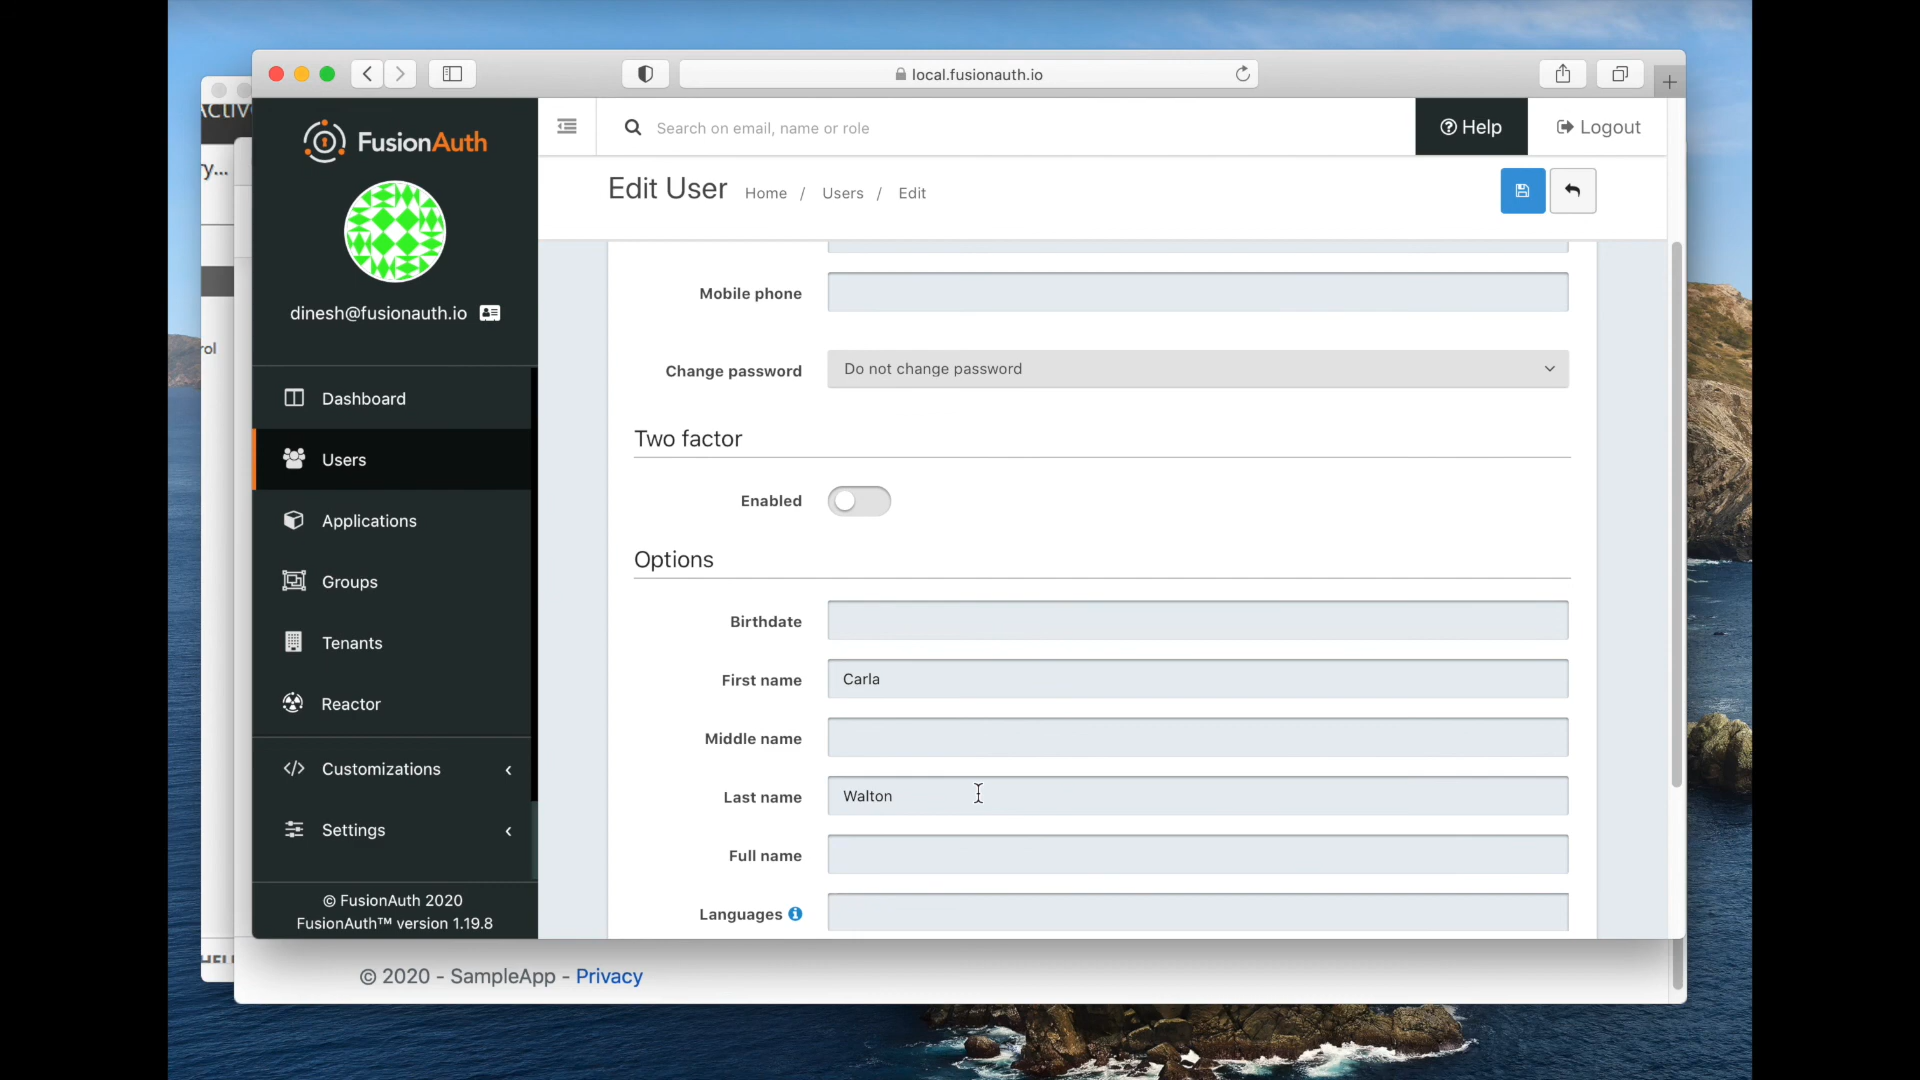 local.fusionauth.io
FusionAuth
Search on email, name or role
Help
Logout
Edit User
Home / Users / Edit
dinesh@fusionauth.io
Dashboard
Users
Applications
Groups
Tenants
Reactor
Customizations
Settings
© FusionAuth 2020
FusionAuth™ version 1.19.8
Mobile phone
Change password
Do not change password
Two factor
Enabled
Options
Birthdate
First name
Carla
Middle name
Last name
Walton
Full name
Languages
© 2020 - SampleApp - Privacy